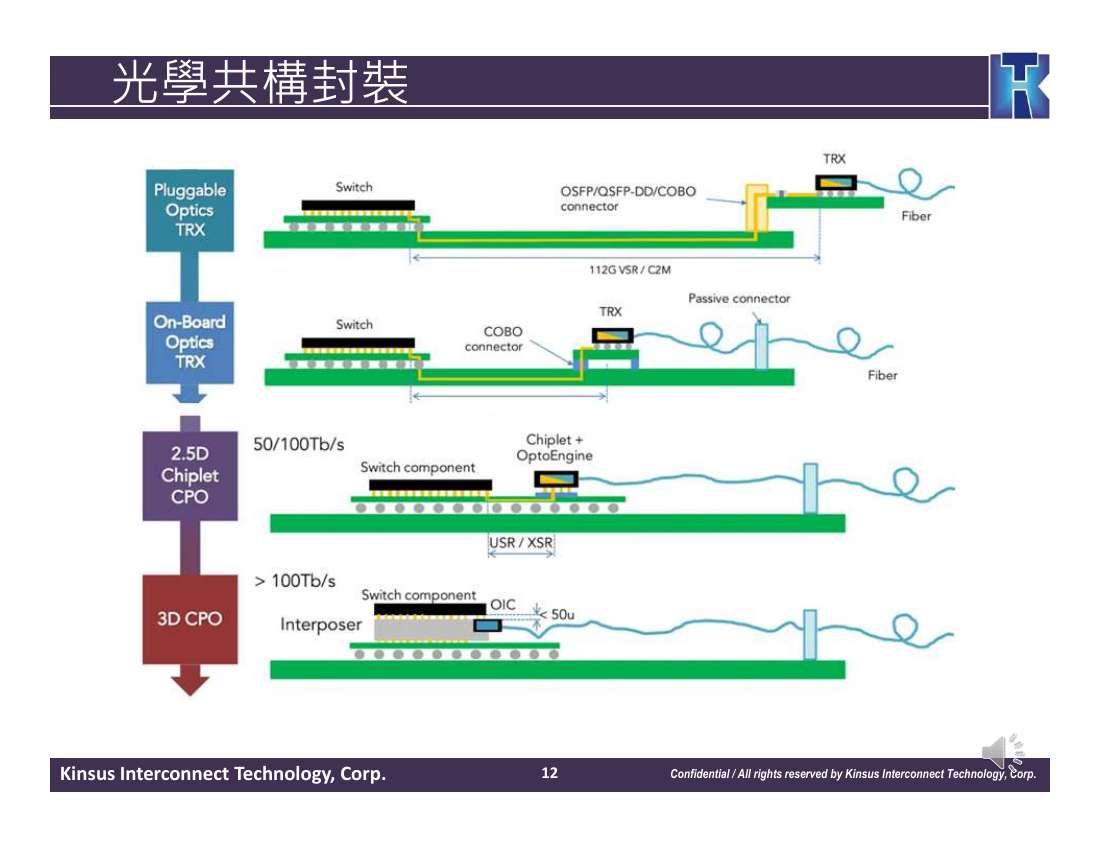 光學共構封裝
Pluggable
Optics
TRX
Switch
OSFP/QSFP-DD/COBO
connector
TRX
Fiber
112G VSR / C2M
On-Board
Optics
TRX
Switch
COBO
connector
TRX
Passive connector
Fiber
2.5D
Chiplet
CPO
50/100Tb/s
Switch component
Chiplet +
OptoEngine
USR / XSR
3D CPO
> 100Tb/s
Switch component
OIC
< 50u
Interposer
Kinsus Interconnect Technology, Corp.
12
Confidential / All rights reserved by Kinsus Interconnect Technology, Corp.